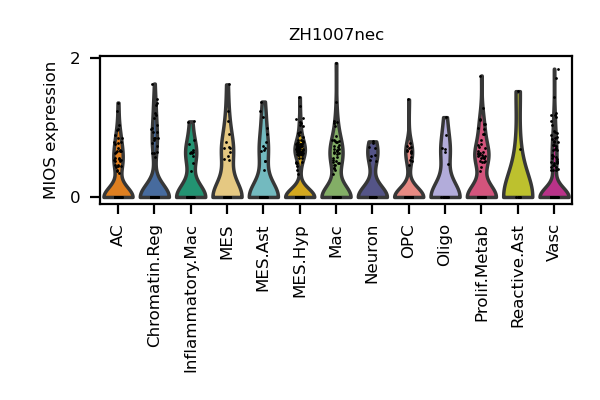 ZH1007nec
MIOS expression
2
0
AC
Chromatin.Reg
Inflammatory.Mac
MES
MES.Ast
MES.Hyp
Mac
Neuron
OPC
Oligo
Prolif.Metab
Reactive.Ast
Vasc